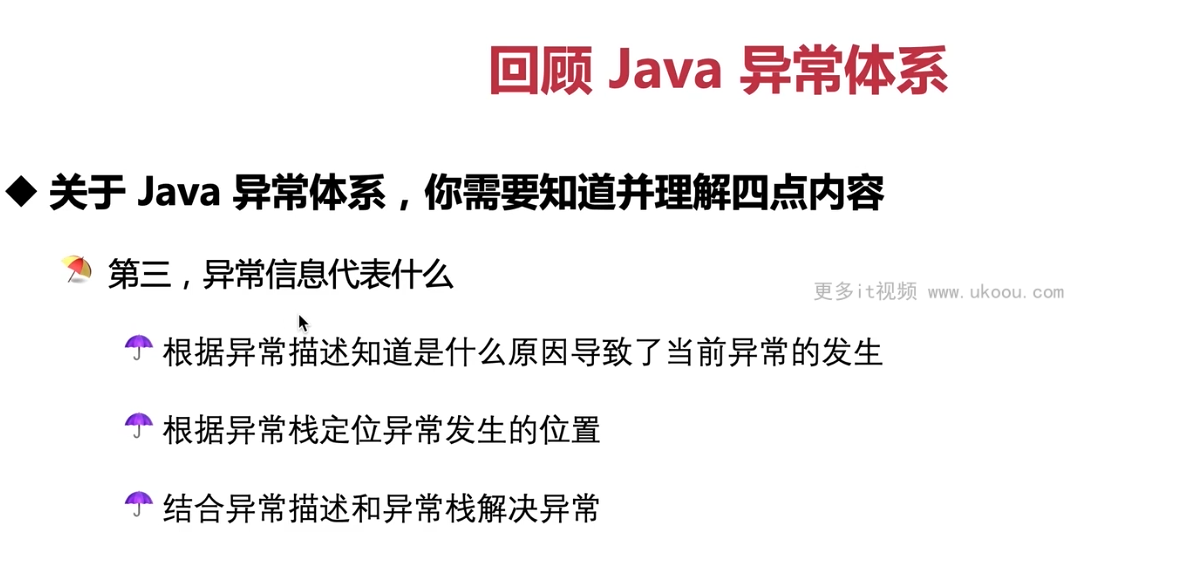 回顾 Java 异常体系
关于 Java 异常体系，你需要知道并理解四点内容
第三，异常信息代表什么
更多it视频 www.ukoou.com
根据异常描述知道是什么原因导致了当前异常的发生
根据异常栈定位异常发生的位置
结合异常描述和异常栈解决异常